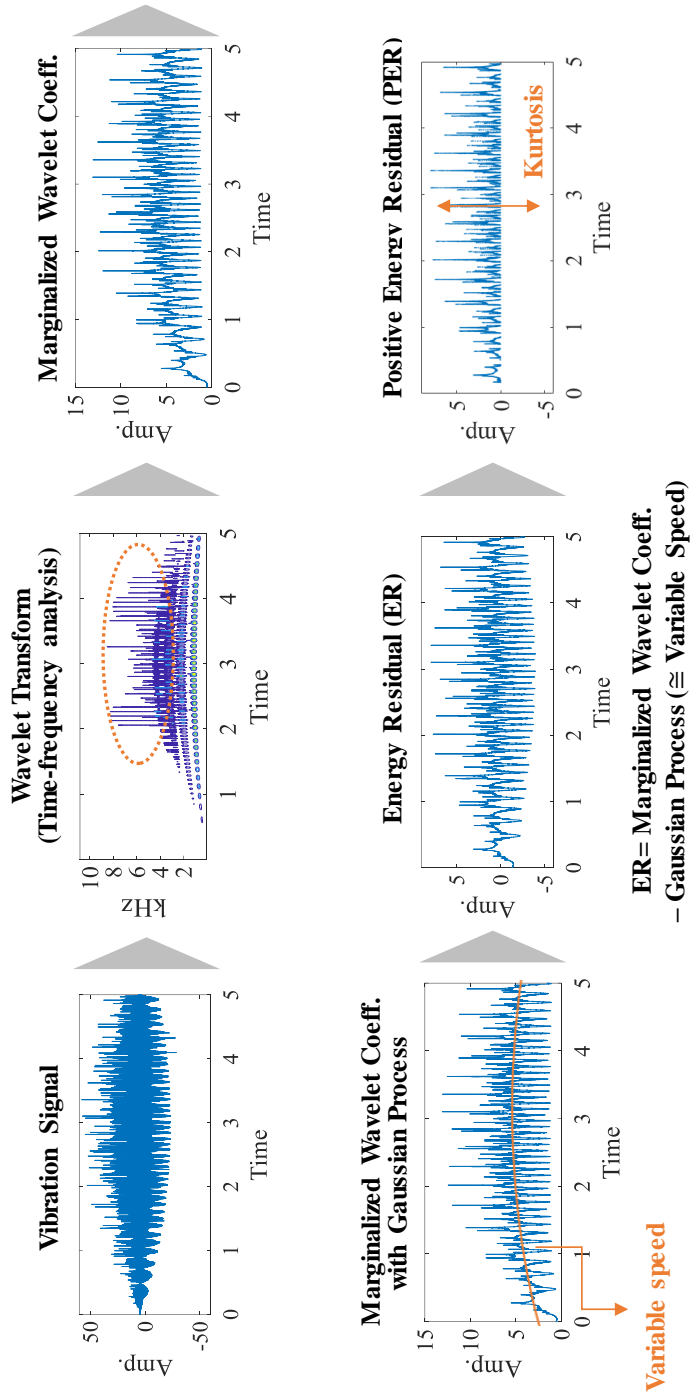 Vibration Signal
50
0
-50
Amp.
0
1
2
3
4
5
Time
Wavelet Transform
(Time-frequency analysis)
10
8
6
4
2
kHz
1
2
3
4
5
Time
Marginalized Wavelet Coeff.
15
10
5
0
Amp.
0
1
2
3
4
5
Time
Marginalized Wavelet Coeff.
with Gaussian Process
15
10
5
0
Amp.
0
1
2
3
4
5
Time
Variable speed
Energy Residual (ER)
5
0
-5
Amp.
0
1
2
3
4
5
Time
ER= Marginalized Wavelet Coeff.
− Gaussian Process (≅ Variable Speed)
Positive Energy Residual (PER)
5
0
-5
Amp.
0
1
2
3
4
5
Time
Kurtosis